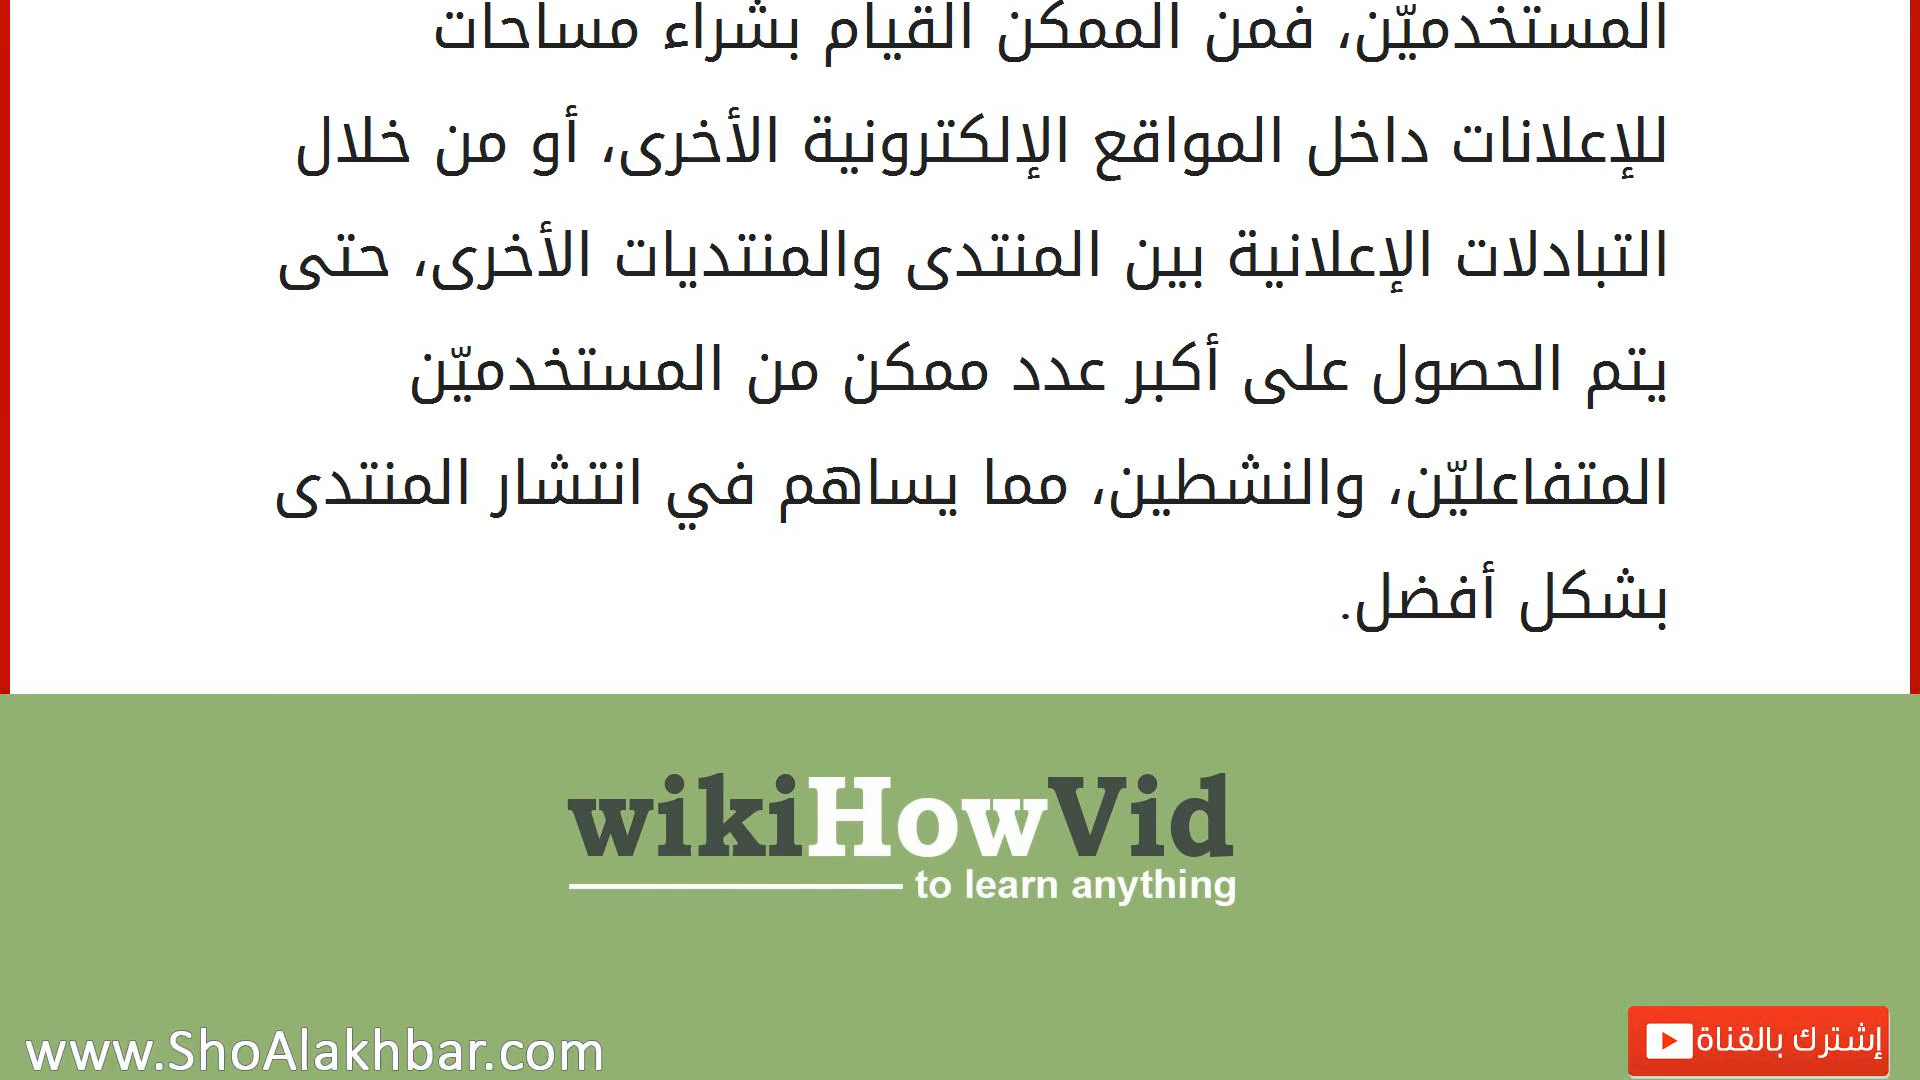 المستخدميّن، فمن الممكن القيام بشراء مساحات
للإعلانات داخل المواقع الإلكترونية الأخرى، أو من خلال
التبادلات الإعلانية بين المنتدى والمنتديات الأخرى، حتى
يتم الحصول على أكبر عدد ممكن من المستخدميّن
المتفاعليّن، والنشطين، مما يساهم في انتشار المنتدى
بشكل أفضل.
wikiHowVid
to learn anything
www.ShoAlakhbar.com
إشترك بالقناة